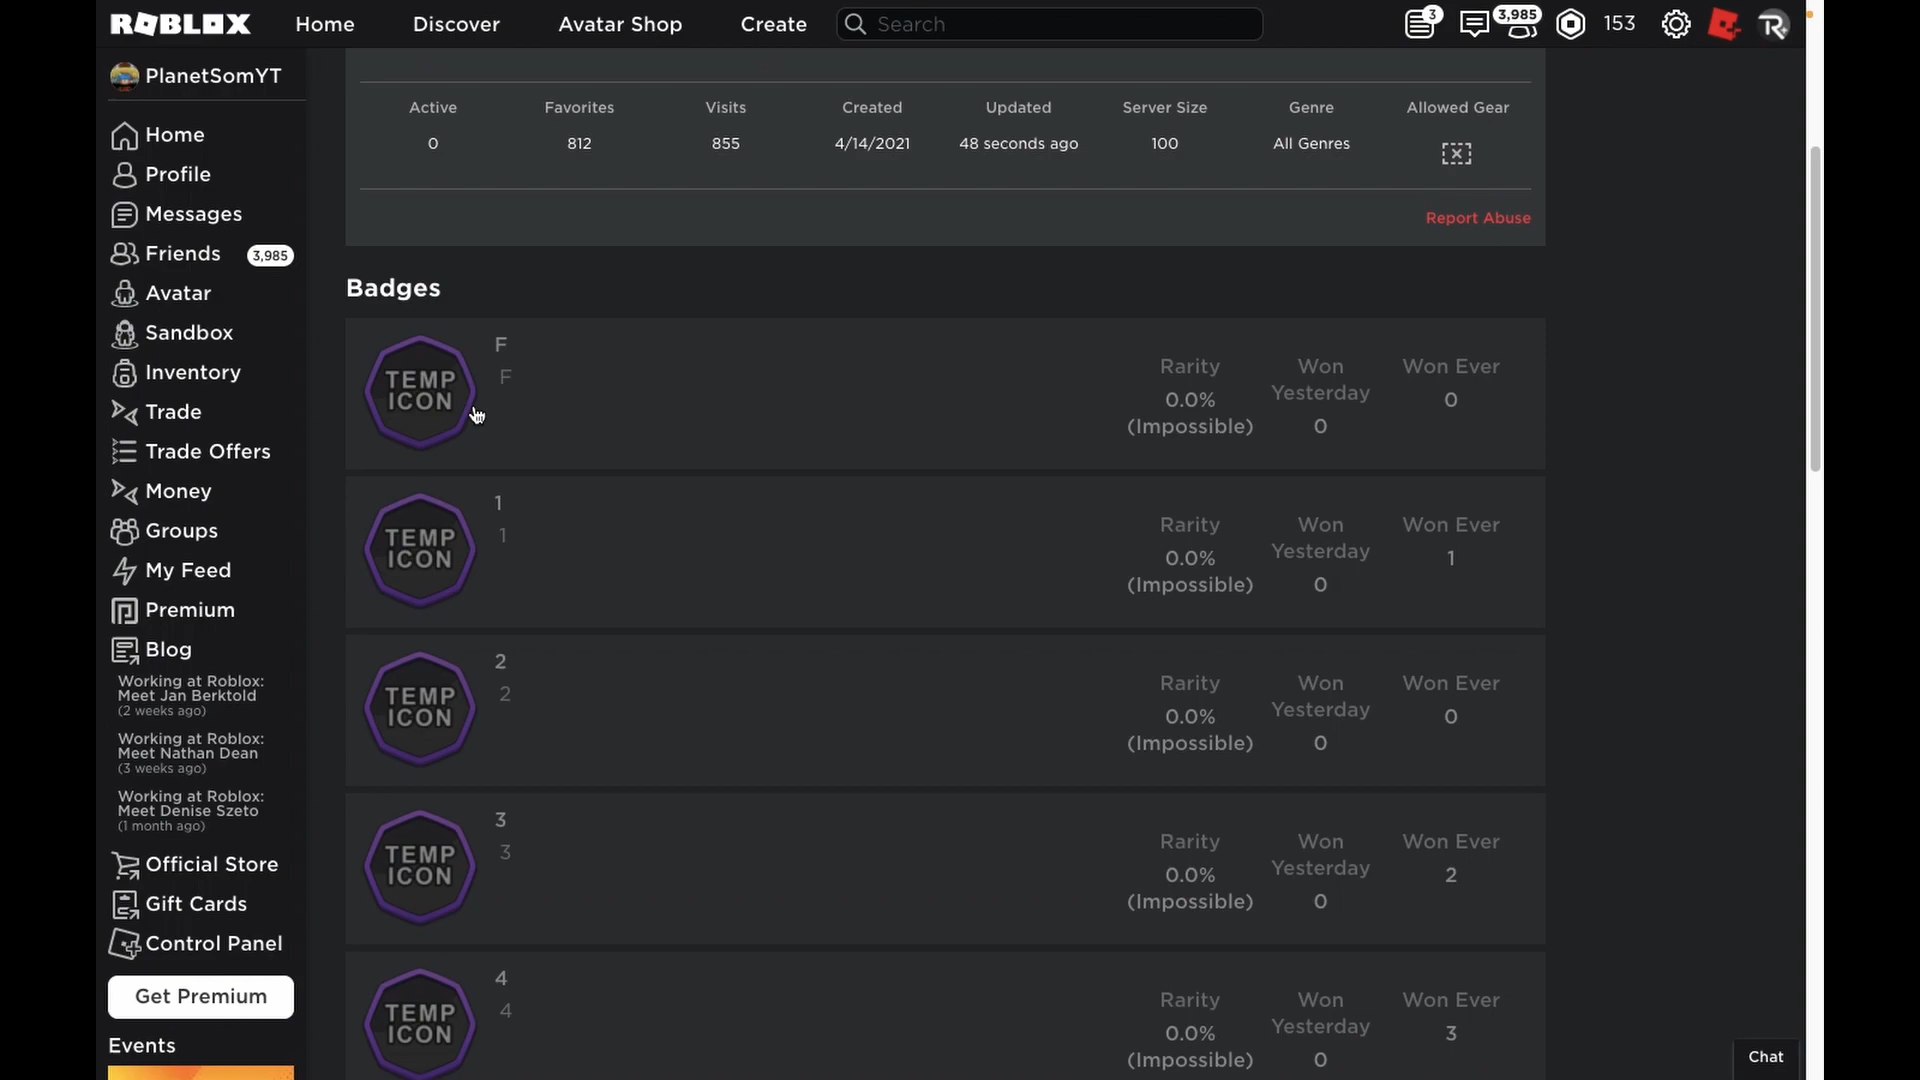 ROBLOX Home Discover Avatar Shop Create Search 3 3,985 153
PlanetSomYT
Home
Profile
Messages
Friends 3,985
Avatar
Sandbox
Inventory
Trade
Trade Offers
Money
Groups
My Feed
Premium
Blog
Working at Roblox:
Meet Jan Berktold
(2 weeks ago)
Working at Roblox:
Meet Nathan Dean
(3 weeks ago)
Working at Roblox:
Meet Denise Szeto
(1 month ago)
Official Store
Gift Cards
Control Panel
Get Premium
Events
Active Favorites Visits Created Updated Server Size Genre Allowed Gear
0 812 855 4/14/2021 48 seconds ago 100 All Genres
Report Abuse
Badges
TEMP
ICON
F
F
Rarity
0.0%
(Impossible)
Won
Yesterday
0
Won Ever
0
TEMP
ICON
1
1
Rarity
0.0%
(Impossible)
Won
Yesterday
0
Won Ever
1
TEMP
ICON
2
2
Rarity
0.0%
(Impossible)
Won
Yesterday
0
Won Ever
0
TEMP
ICON
3
3
Rarity
0.0%
(Impossible)
Won
Yesterday
0
Won Ever
2
TEMP
ICON
4
4
Rarity
0.0%
(Impossible)
Won
Yesterday
0
Won Ever
3
Chat